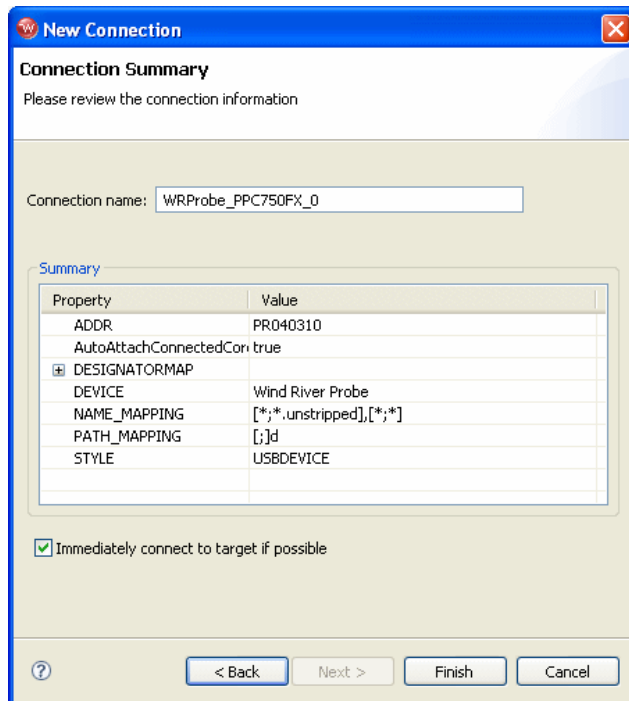 New Connection
Connection Summary
Please review the connection information
Connection name: WRProbe_PPC750FX_0
Summary
Property Value
ADDR PR040310
AutoAttachConnectedCor true
DESIGNATORMAP
DEVICE Wind River Probe
NAME_MAPPING [*;*.unstripped],[*;*]
PATH_MAPPING [;]d
STYLE USBDEVICE
Immediately connect to target if possible
? < Back Next > Finish Cancel